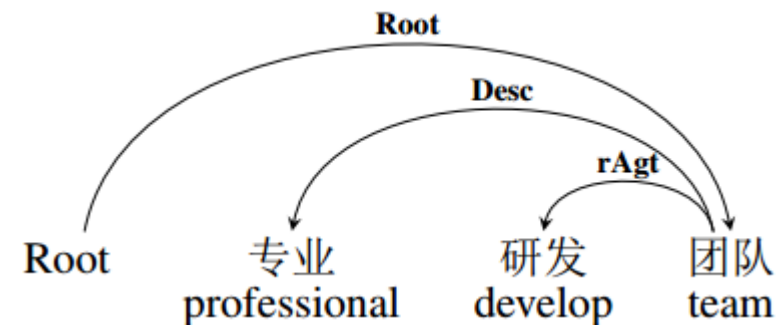 Root
Desc
rAgt
Root 专业 研发 团队
professional develop team